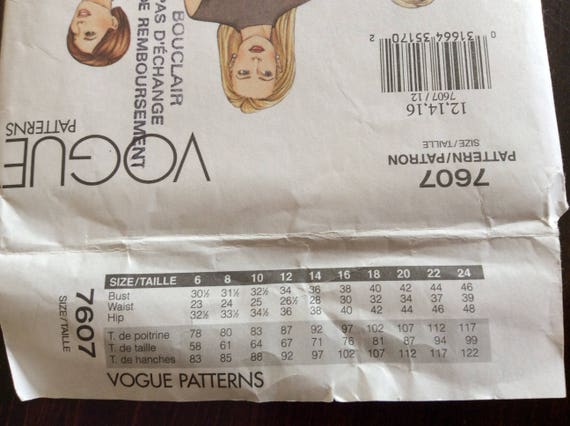 VOGUE
PATTERNS
BOUCLAIR
PAS D'ÉCHANGE
DE REMBOURSEMENT
7607
PATTERN/PATRON
SIZE/TAILLE
12,14,16
7607/12
0 31664 35170 2
7607
SIZE/TAILLE
SIZE/TAILLE 6 8 10 12 14 16 18 20 22 24
Bust 30½ 31½ 32½ 34 36 38 40 42 44 46
Waist 23 24 25 26½ 28 30 32 34 37 39
Hip 32½ 33½ 34½ 36 38 40 42 44 46 48
T. de poitrine 78 80 83 87 92 97 102 107 112 117
T. de taille 58 61 64 67 71 76 81 87 94 99
T. de hanches 83 85 88 92 97 102 107 112 117 122
VOGUE PATTERNS